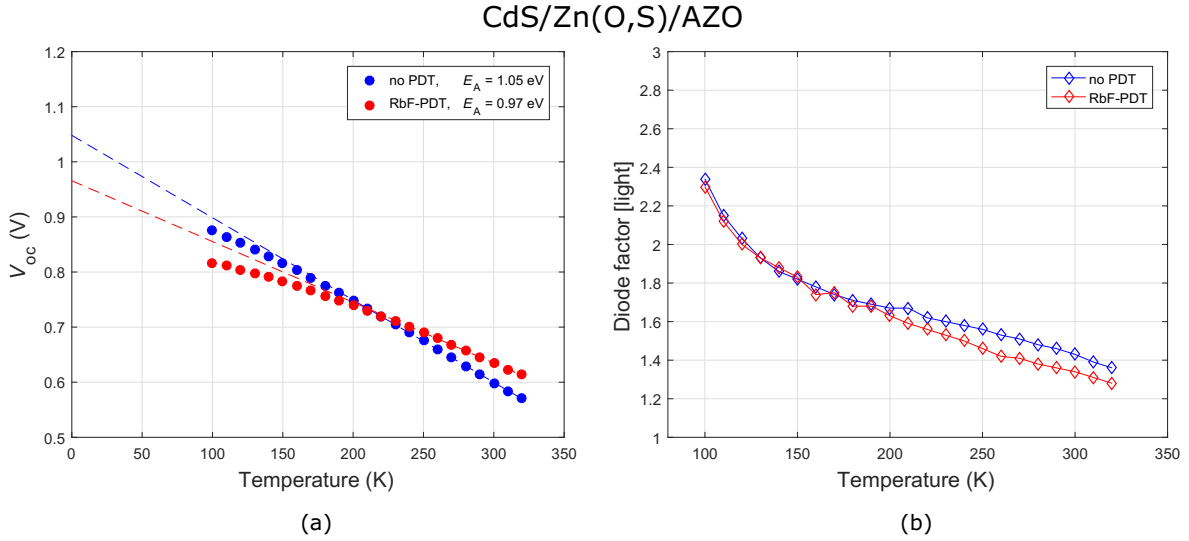 CdS/Zn(O,S)/AZO
1.2
1.1
1
0.9
0.8
0.7
0.6
0.5
V_oc (V)
no PDT, E_A = 1.05 eV
RbF-PDT, E_A = 0.97 eV
0 50 100 150 200 250 300 350
Temperature (K)
(a)
3
2.8
2.6
2.4
2.2
2
1.8
1.6
1.4
1.2
1
Diode factor [light]
no PDT
RbF-PDT
100 150 200 250 300 350
Temperature (K)
(b)